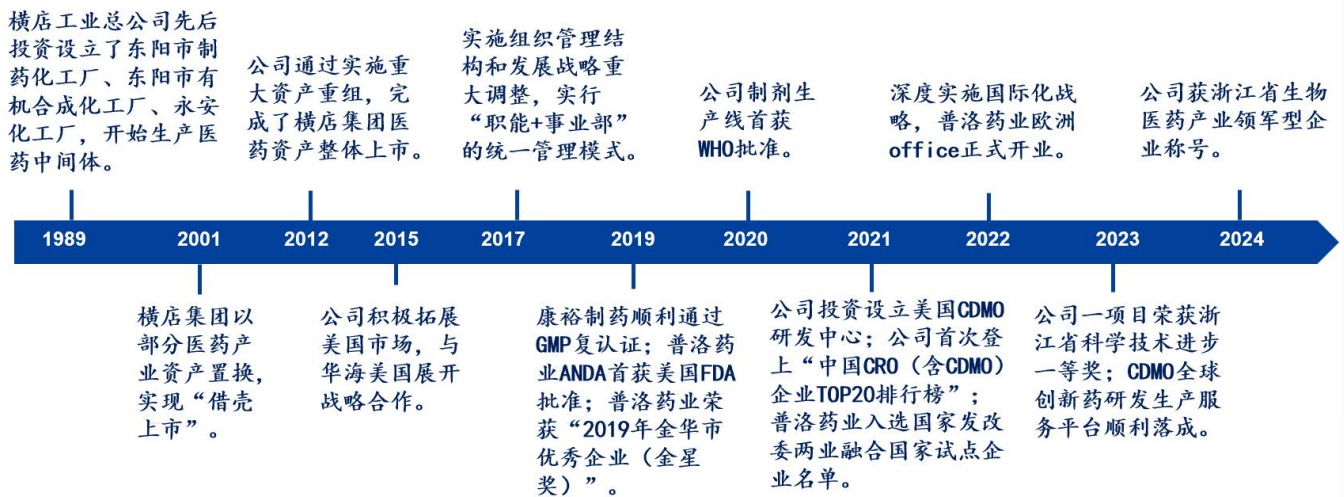 横店工业总公司先后
投资设立了东阳市制
药化工厂、东阳市有
机合成化工厂、永安
化工厂，开始生产医
药中间体。
公司通过实施重
大资产重组，完
成了横店集团医
药资产整体上市。
实施组织管理结
构和发展战略重
大调整，实行
“职能+事业部”
的统一管理模式。
公司制剂生
产线首获
WHO批准。
深度实施国际化战
略，普洛药业欧洲
office正式开业。
公司获浙江省生物
医药产业领军型企
业称号。
1989 2001 2012 2015 2017 2019 2020 2021 2022 2023 2024
横店集团以
部分医药产
业资产置换，
实现“借壳
上市”。
公司积极拓展
美国市场，与
华海美国展开
战略合作。
康裕制药顺利通过
GMP复认证；普洛药
业ANDA首获美国FDA
批准；普洛药业荣
获“2019年金华市
优秀企业（金星
奖）”。
公司投资设立美国CDMO
研发中心；公司首次登
上“中国CRO（含CDMO）
企业TOP20排行榜”；
普洛药业入选国家发改
委两业融合国家试点企
业名单。
公司一项目荣获浙
江省科学技术进步
一等奖；CDMO全球
创新药研发生产服
务平台顺利落成。